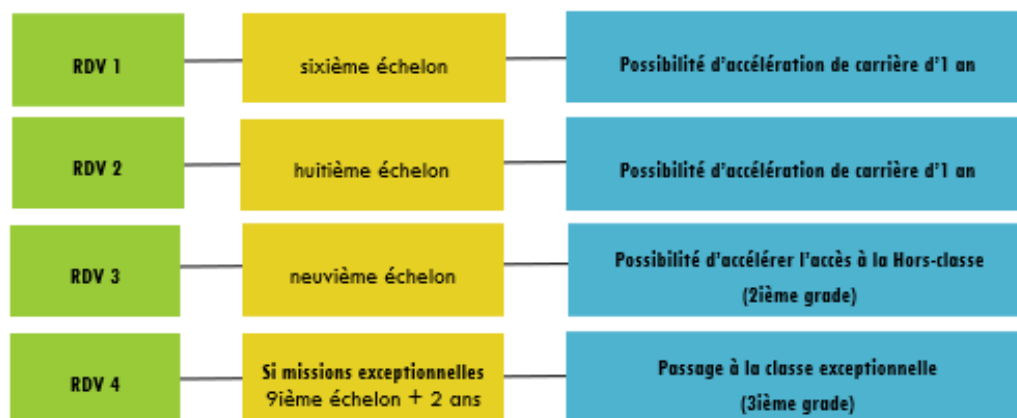 RDV 1
sixième échelon
Possibilité d'accélération de carrière d'1 an
RDV 2
huitième échelon
Possibilité d'accélération de carrière d'1 an
RDV 3
neuvième échelon
Possibilité d'accélérer l'accès à la Hors-classe
(2ième grade)
RDV 4
Si missions exceptionnelles
9ième échelon + 2 ans
Passage à la classe exceptionnelle
(3ième grade)